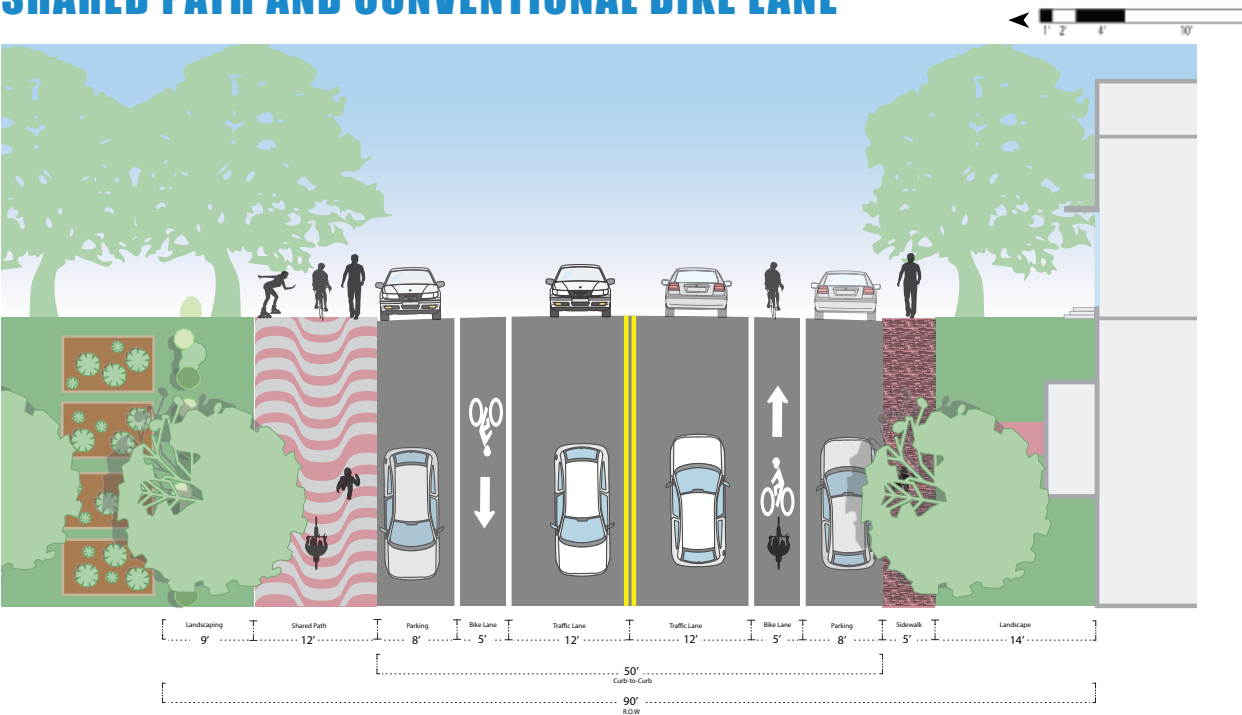 SHARED PATH AND CONVENTIONAL BIKE LANE
1' 2' 4' 10'
Landscaping Shared Path Parking Bike Lane Traffic Lane Traffic Lane Bike Lane Parking Sidewalk Landscape
9' 12' 8' 5' 12' 12' 5' 8' 5' 14'
50'
Curb-to-Curb
90'
R.O.W